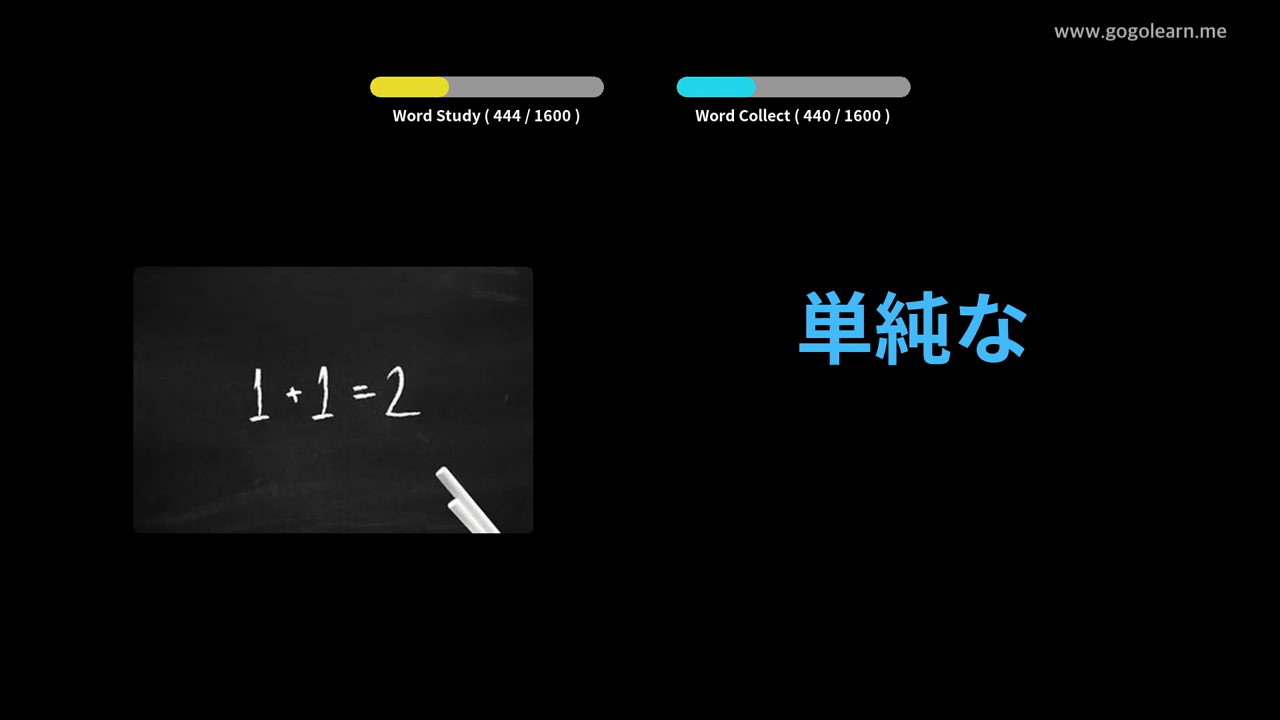 www.gogolearn.me
Word Study ( 444 / 1600 )
Word Collect ( 440 / 1600 )
1 + 1 = 2
単純な